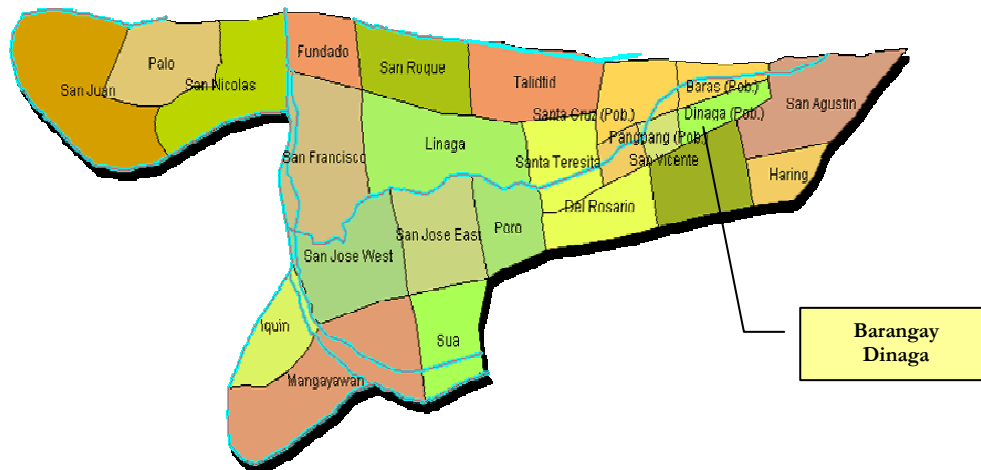 Fundado
Palo
San Roque
Talidtid
San Juan
San Nicolas
Baras (Pob.)
San Agustin
Santa Cruz (Pob.)
Dinaga (Pob.)
Pangpang (Pob.)
Linaga
San Francisco
Santa Teresita
San Vicente
Haring
Del Rosario
San Jose East
Poro
San Jose West
Iquin
Sua
Mangayawan
Barangay
Dinaga